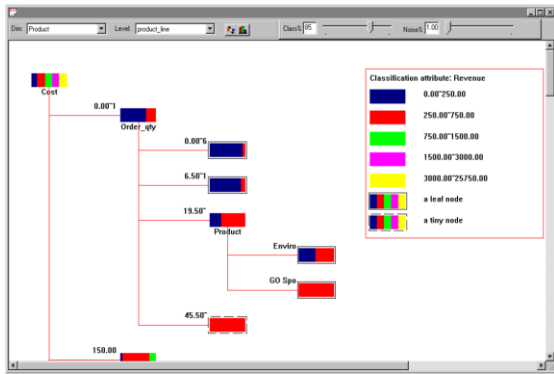 Dim: Product Level: product_line Class% 85. Noise% 1.00
Classification attribute: Revenue
0.00~250.00
250.00~750.00
750.00~1500.00
1500.00~3000.00
3000.00~25750.00
a leaf node
a tiny node
Cost
0.00~1
Order_qty
0.00~6
6.50~1
19.50~
Product
Enviro
GO Spo
45.50~
150.00